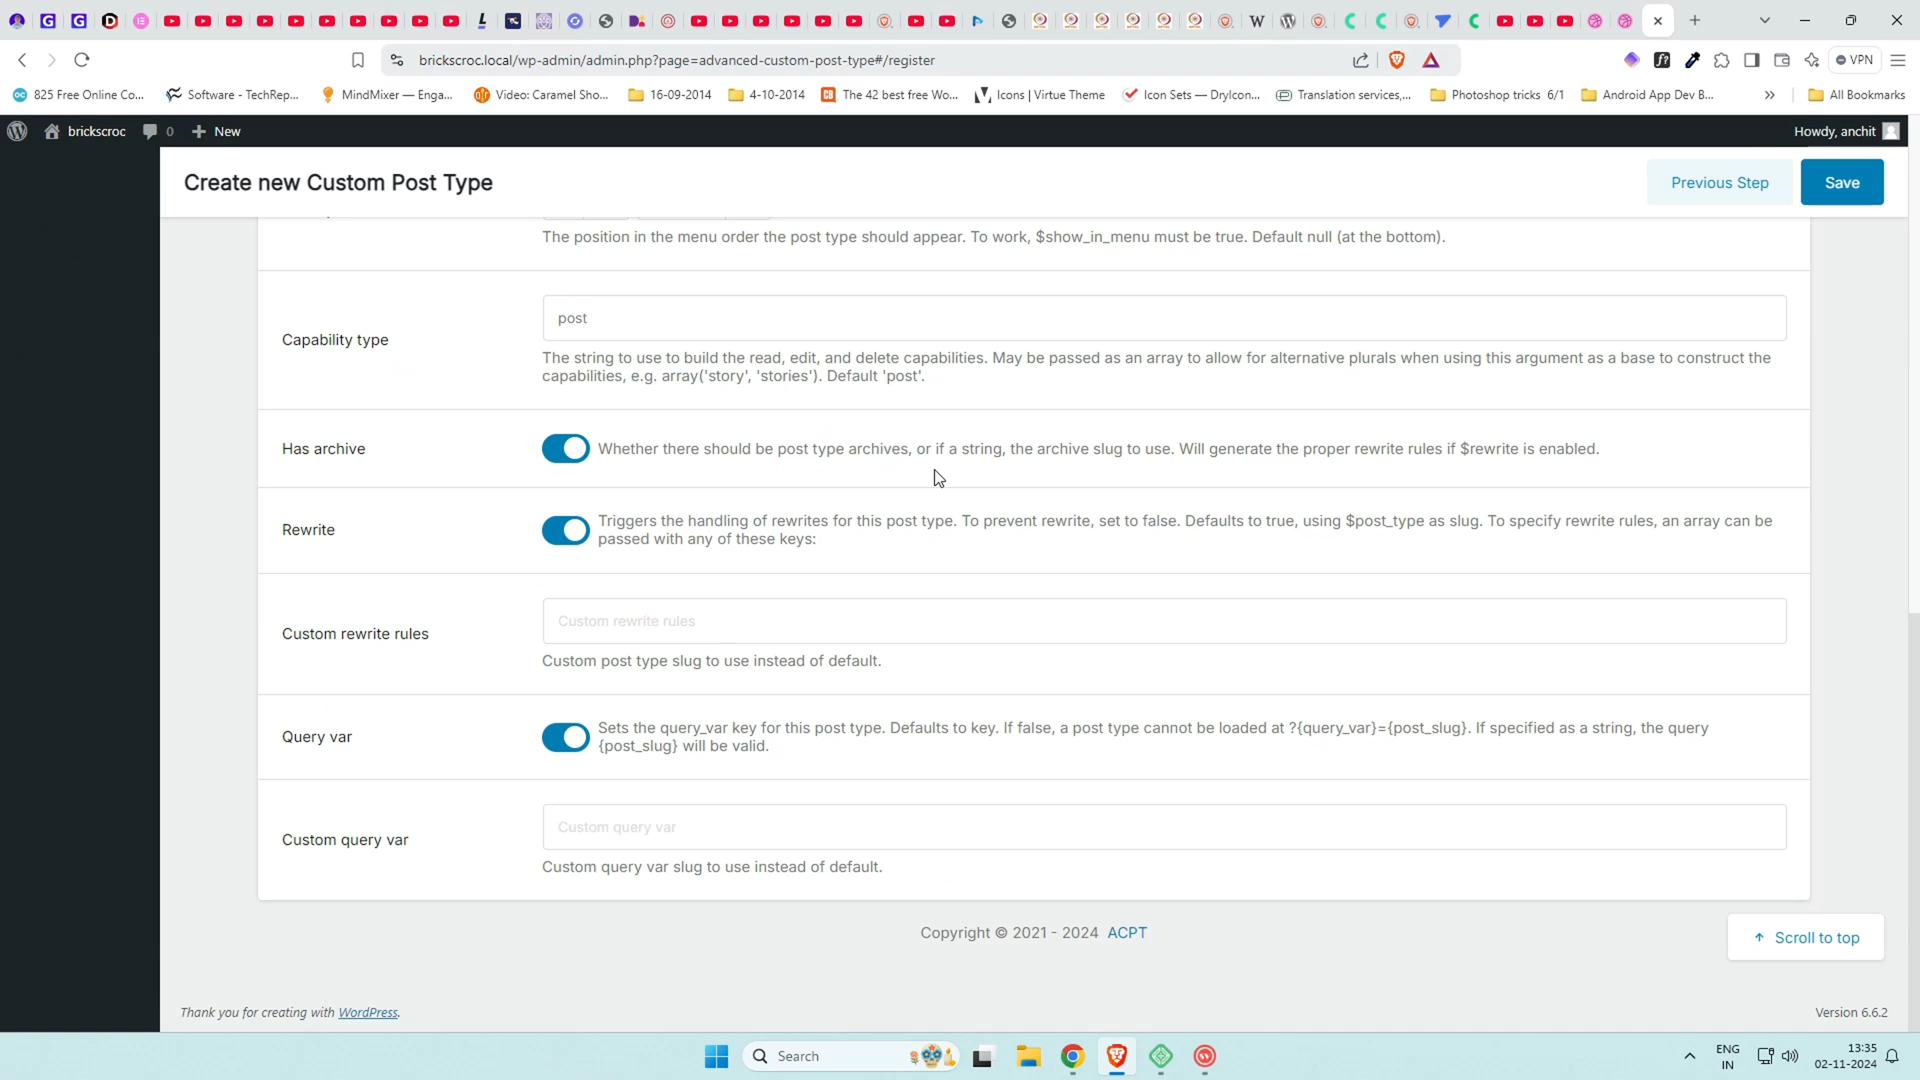 brickscroc.local/wp-admin/admin.php?page=advanced-custom-post-type#/register
VPN
825 Free Online Co...
Software - TechRep...
MindMixer — Enga...
Video: Caramel Sho...
16-09-2014
4-10-2014
The 42 best free Wo...
Icons | Virtue Theme
Icon Sets — DryIcon...
Translation services,...
Photoshop tricks 6/1
Android App Dev B...
All Bookmarks
brickscroc
0
New
Howdy, anchit
Create new Custom Post Type
Previous Step
Save
The position in the menu order the post type should appear. To work, $show_in_menu must be true. Default null (at the bottom).
Capability type
post
The string to use to build the read, edit, and delete capabilities. May be passed as an array to allow for alternative plurals when using this argument as a base to construct the
capabilities, e.g. array('story', 'stories'). Default 'post'.
Has archive
Whether there should be post type archives, or if a string, the archive slug to use. Will generate the proper rewrite rules if $rewrite is enabled.
Rewrite
Triggers the handling of rewrites for this post type. To prevent rewrite, set to false. Defaults to true, using $post_type as slug. To specify rewrite rules, an array can be
passed with any of these keys:
Custom rewrite rules
Custom rewrite rules
Custom post type slug to use instead of default.
Query var
Sets the query_var key for this post type. Defaults to key. If false, a post type cannot be loaded at ?{query_var}={post_slug}. If specified as a string, the query
{post_slug} will be valid.
Custom query var
Custom query var
Custom query var slug to use instead of default.
Copyright © 2021 - 2024 ACPT
Scroll to top
Thank you for creating with WordPress.
Version 6.6.2
Search
ENG
IN
13:35
02-11-2024